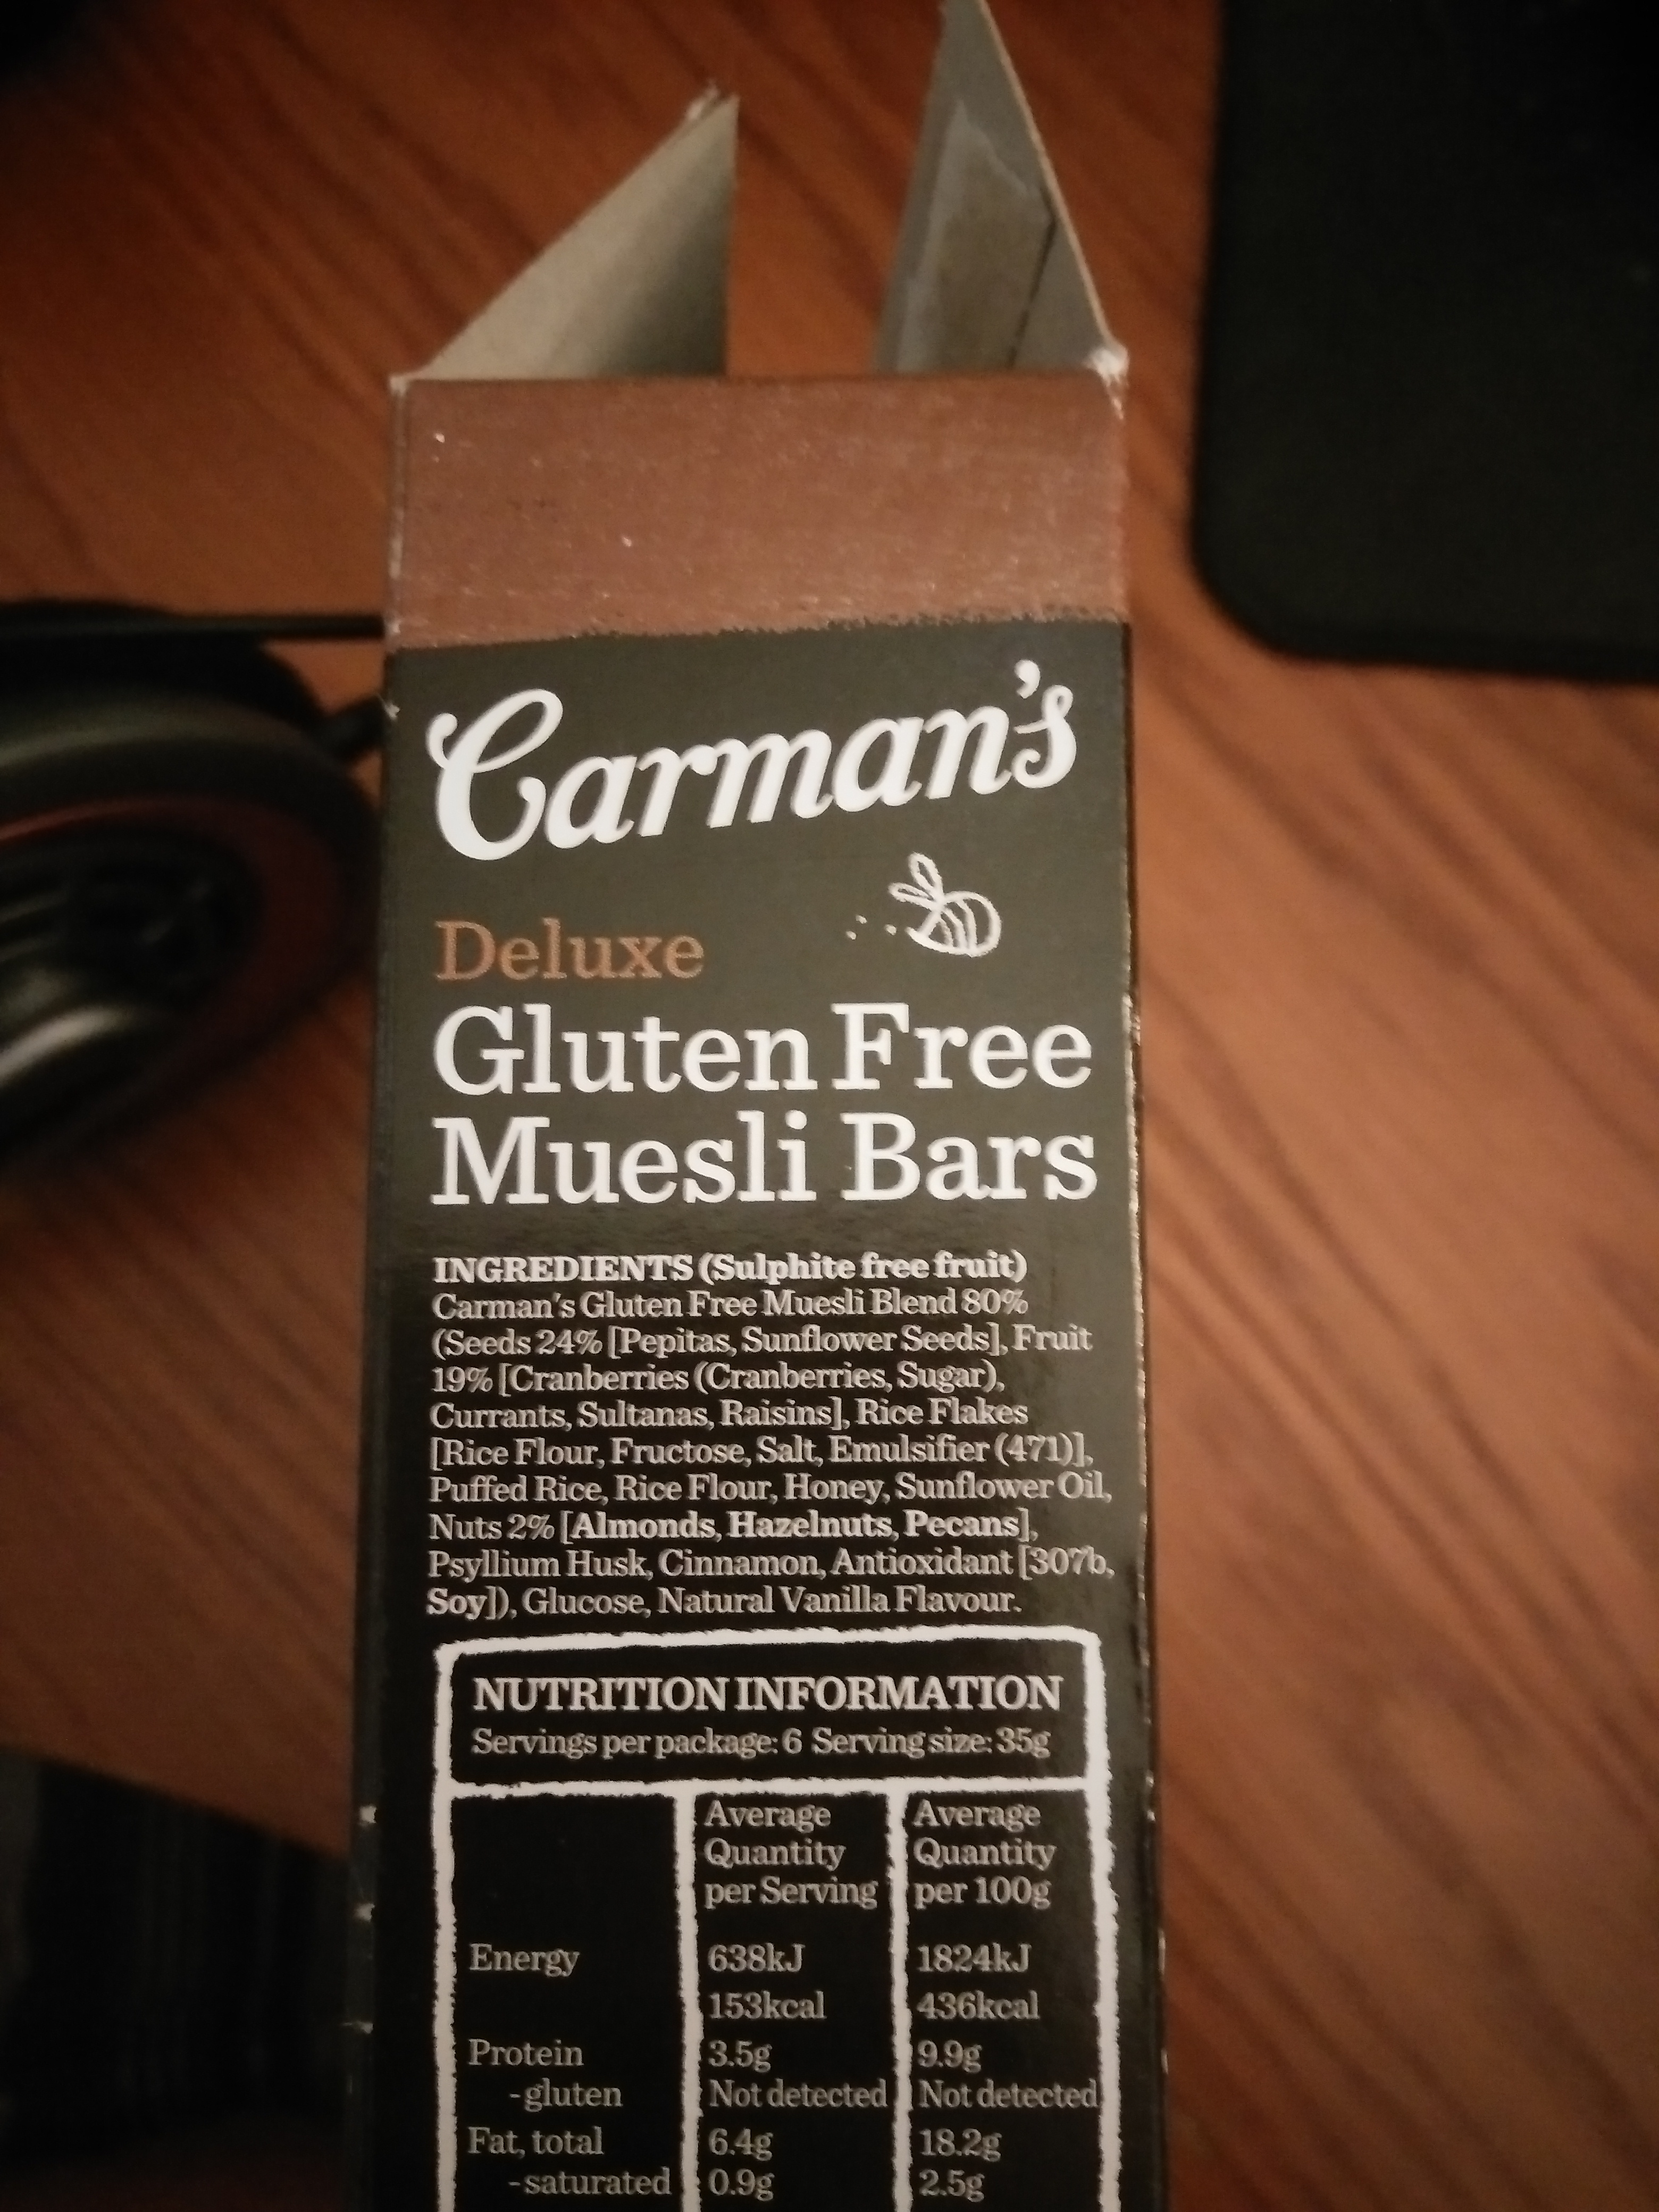 Carman's
Deluxe
Gluten Free
Muesli Bars
INGREDIENTS (Sulphite free fruit)
Carman's Gluten Free Muesli Blend 80%
(Seeds 24% [Pepitas, Sunflower Seeds], Fruit
19% [Cranberries (Cranberries, Sugar),
Currants, Sultanas, Raisins], Rice Flakes
[Rice Flour, Fructose, Salt, Emulsifier (471)],
Puffed Rice, Rice Flour, Honey, Sunflower Oil,
Nuts 2% [Almonds, Hazelnuts, Pecans],
Psyllium Husk, Cinnamon, Antioxidant [307b,
Soy]), Glucose, Natural Vanilla Flavour.
NUTRITION INFORMATION
Servings per package: 6 Serving size: 35g
Average Average
Quantity Quantity
per Serving per 100g
Energy 638kJ 1824kJ
153kcal 436kcal
Protein 3.5g 9.9g
-gluten Not detected Not detected
Fat, total 6.4g 18.2g
-saturated 0.9g 2.5g